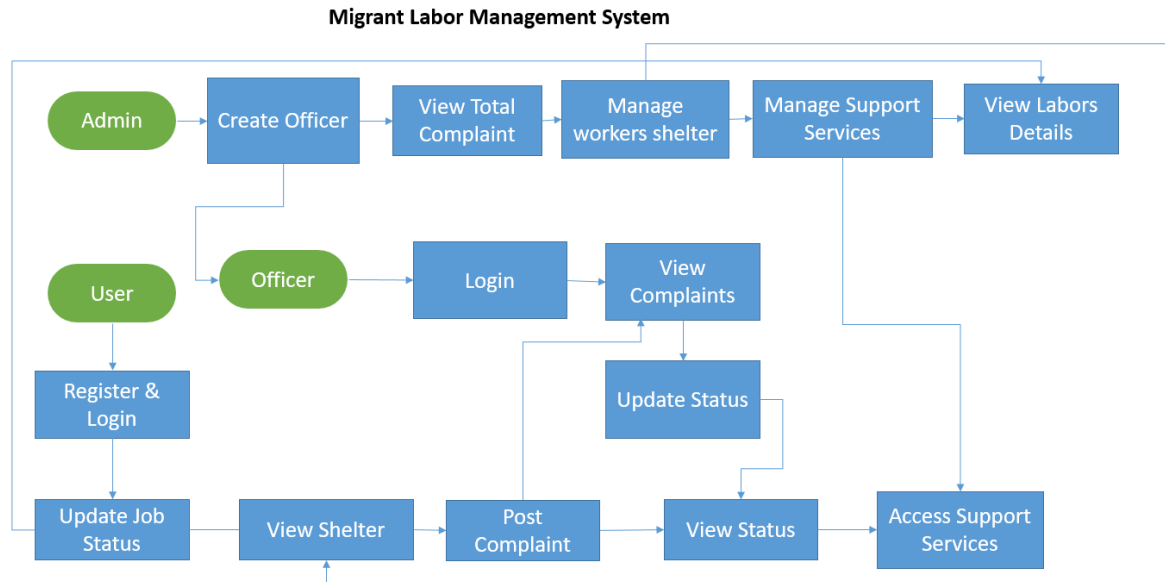 Migrant Labor Management System
Admin
Create Officer
View Total
Complaint
Manage
workers shelter
Manage Support
Services
View Labors
Details
User
Officer
Login
View
Complaints
Register &
Login
Update Status
Update Job
Status
View Shelter
Post
Complaint
View Status
Access Support
Services